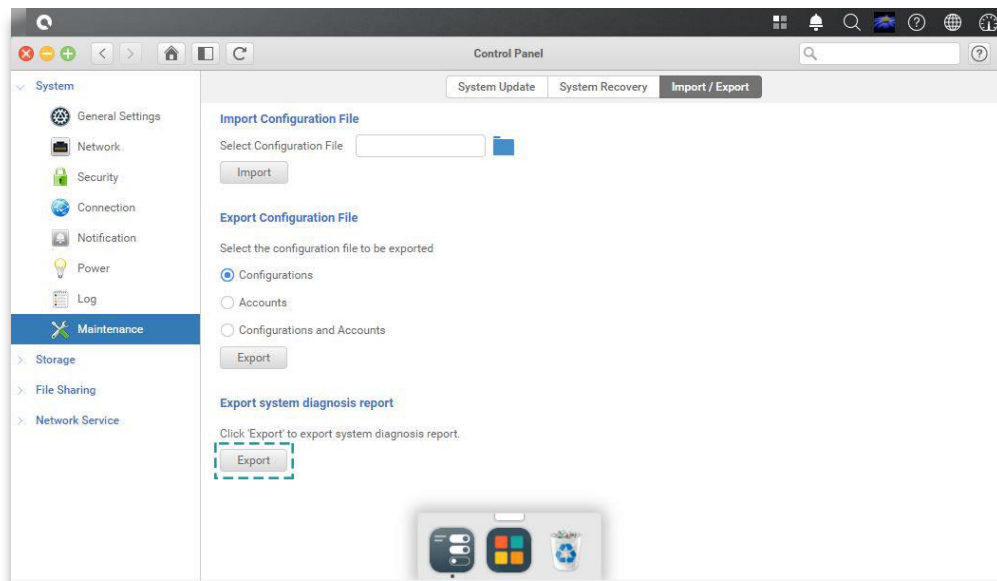 Control Panel
System
General Settings
Network
Security
Connection
Notification
Power
Log
Maintenance
Storage
File Sharing
Network Service
System Update
System Recovery
Import / Export
Import Configuration File
Select Configuration File
Import
Export Configuration File
Select the configuration file to be exported
Configurations
Accounts
Configurations and Accounts
Export
Export system diagnosis report
Click 'Export' to export system diagnosis report.
Export